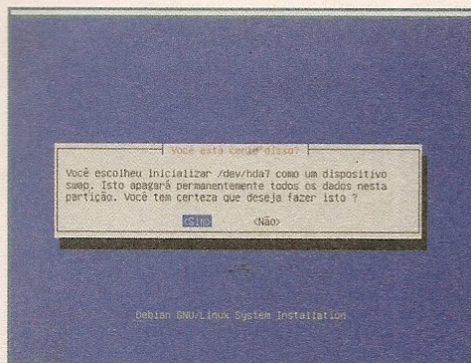 Você está certo disso?
Você escolheu inicializar /dev/hda7 como um dispositivo
swap. Isto apagará permanentemente todos os dados nesta
partição. Você tem certeza que deseja fazer isto ?
<Sim> <Não>
Debian GNU/Linux System Installation